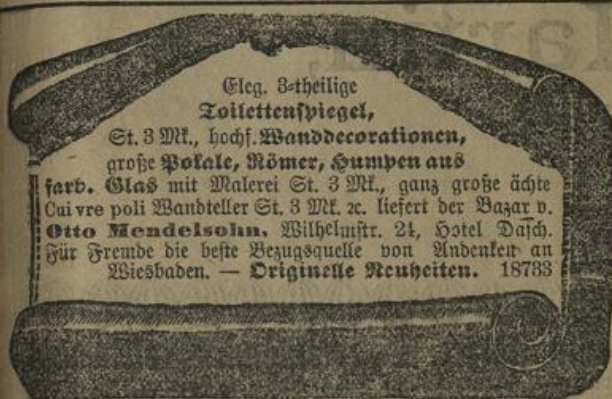 Eleg. 3-theilige
Toilettenspiegel,
St. 3 Mk., hochf. Wanddecorationen,
große Pokale, Römer, Humpen aus
farb. Glas mit Malerei St. 3 Mk., ganz große ächte
Cuivre poli Wandteller St. 3 Mk. ꝛc. liefert der Bazar v.
Otto Mendelsohn, Wilhelmstr. 24, Hotel Dasch.
Für Fremde die beste Bezugsquelle von Andenken an
Wiesbaden. — Originelle Neuheiten. 18733